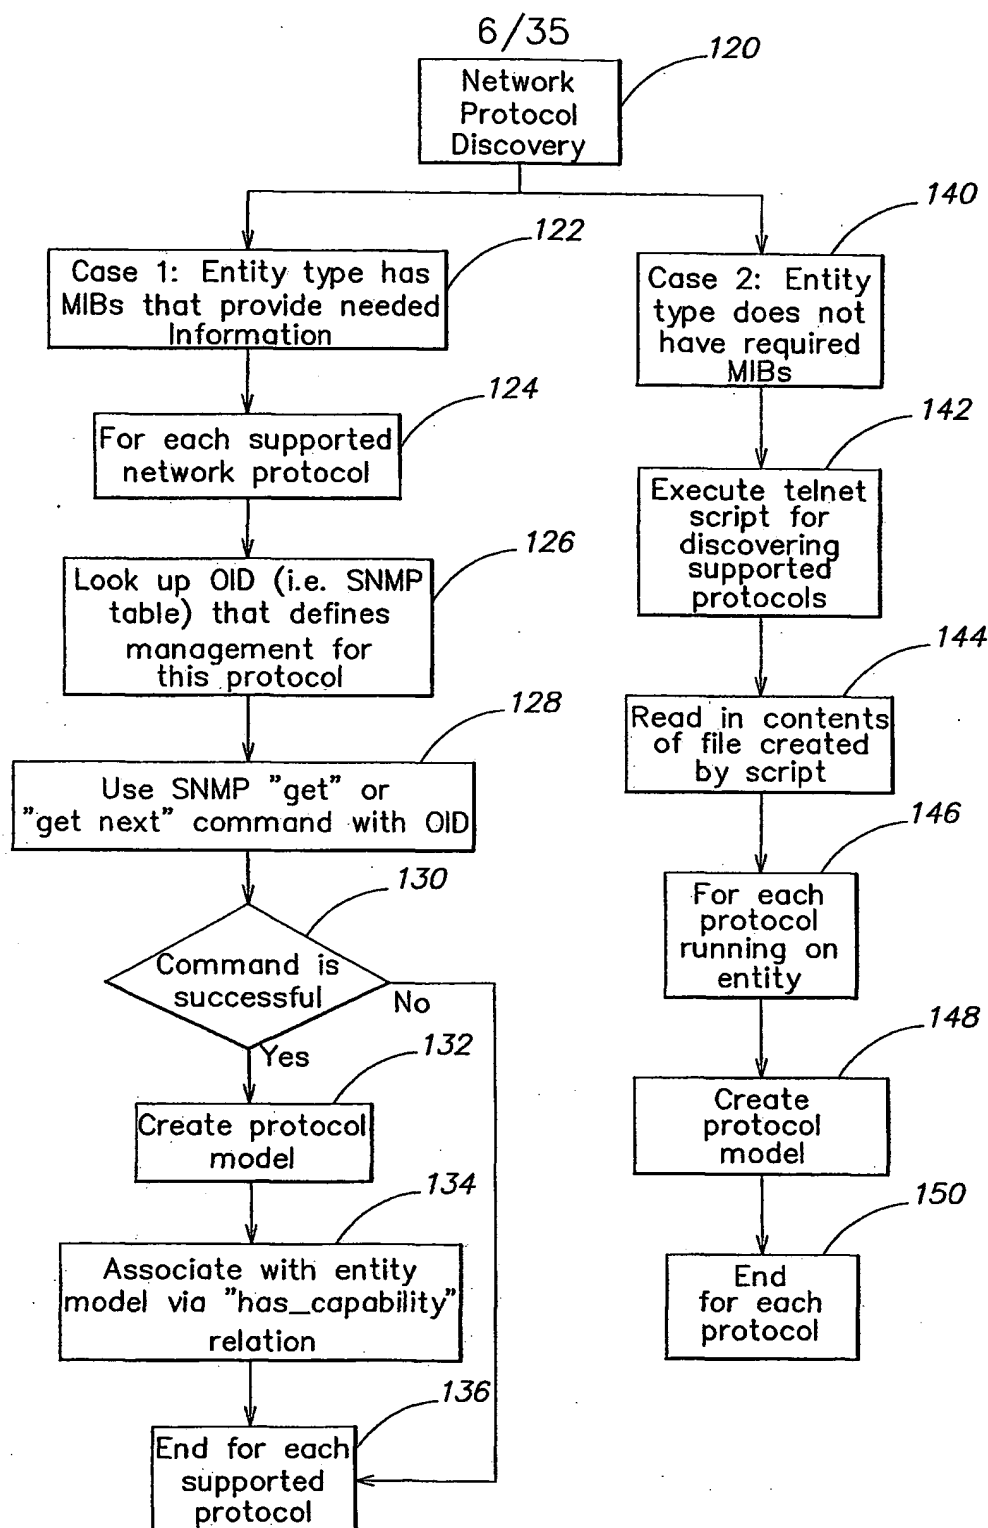 6/35
120
Network
Protocol
Discovery
122
Case 1: Entity type has
MIBs that provide needed
Information
124
For each supported
network protocol
126
Look up OID (i.e. SNMP
table) that defines
management for
this protocol
128
Use SNMP "get" or
"get next" command with OID
130
Command is
successful
No
Yes
132
Create protocol
model
134
Associate with entity
model via "has_capability"
relation
136
End for each
supported
protocol
140
Case 2: Entity
type does not
have required
MIBs
142
Execute telnet
script for
discovering
supported
protocols
144
Read in contents
of file created
by script
146
For each
protocol
running on
entity
148
Create
protocol
model
150
End
for each
protocol